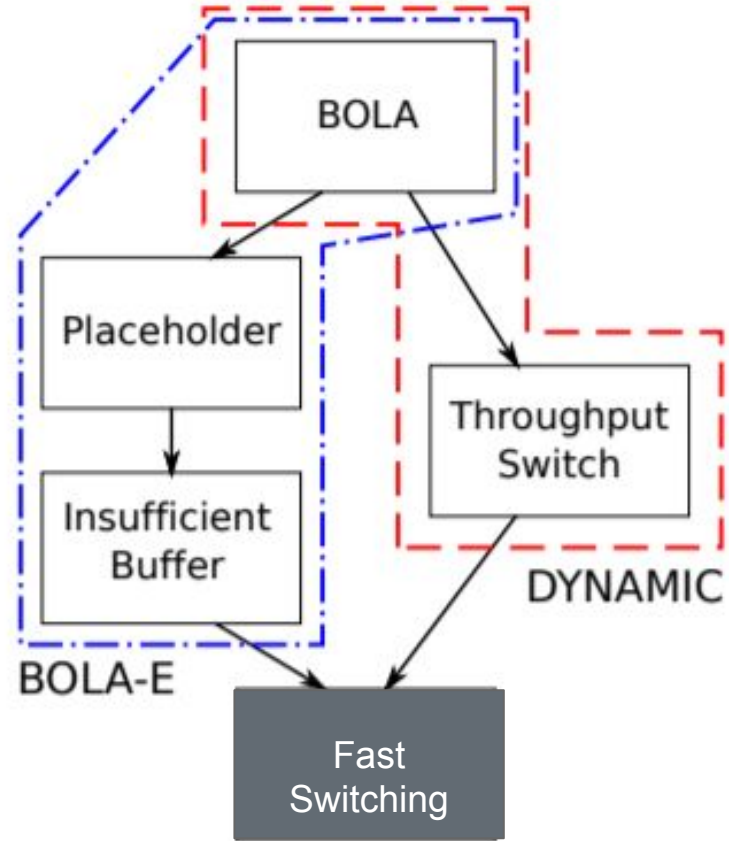 BOLA
Placeholder
Throughput
Switch
Insufficient
Buffer
DYNAMIC
BOLA-E
Fast
Switching